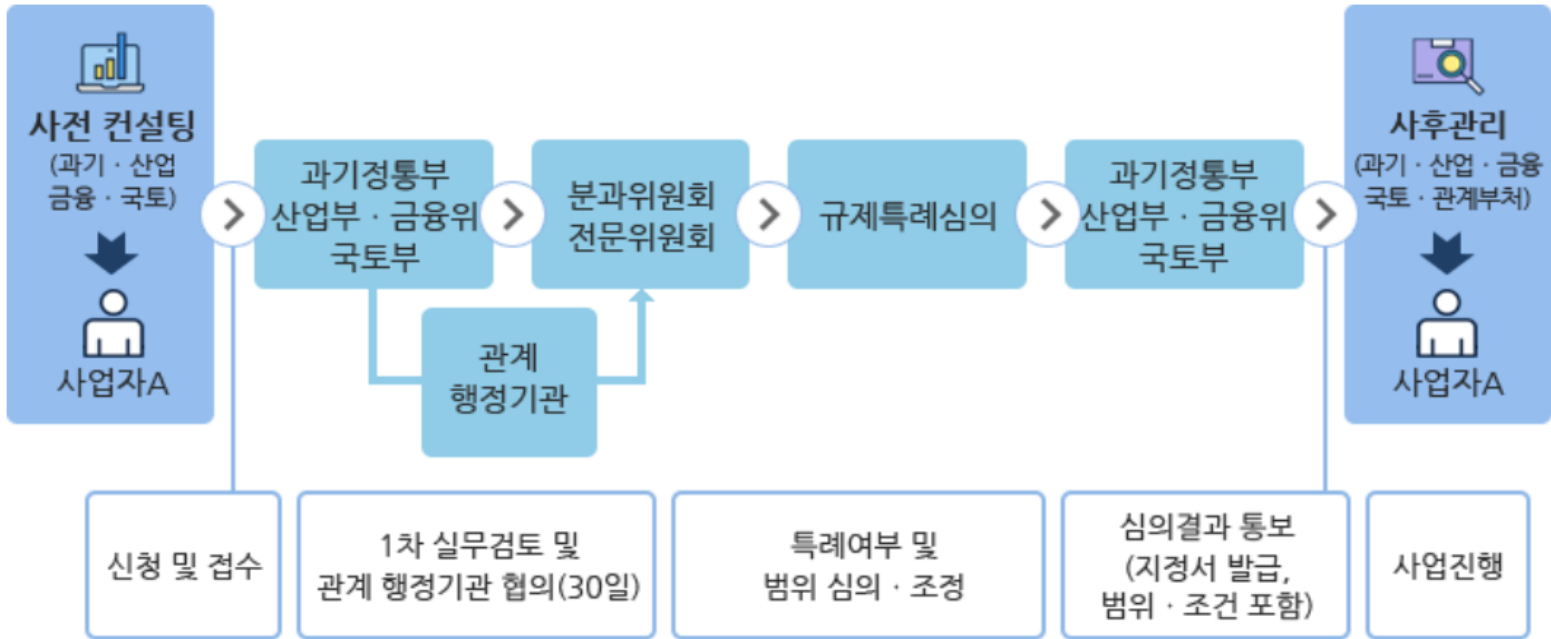 사전 컨설팅
(과기 · 산업
금융 · 국토)
사업자A
과기정통부
산업부 · 금융위
국토부
관계
행정기관
분과위원회
전문위원회
규제특례심의
과기정통부
산업부 · 금융위
국토부
사후관리
(과기 · 산업 · 금융
국토 · 관계부처)
사업자A
신청 및 접수
1차 실무검토 및
관계 행정기관 협의(30일)
특례여부 및
범위 심의 · 조정
심의결과 통보
(지정서 발급,
범위 · 조건 포함)
사업진행